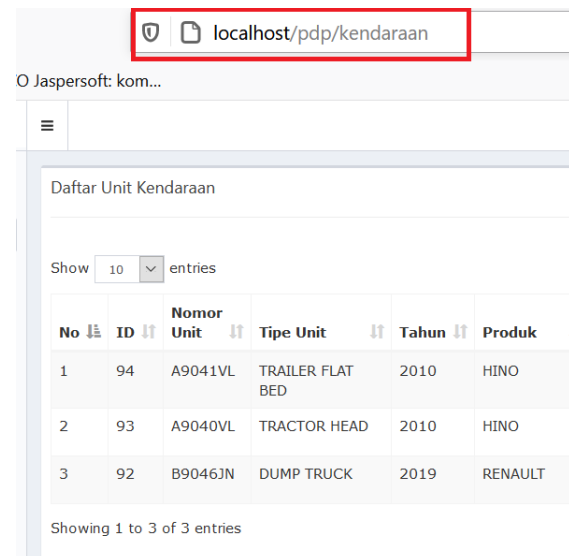 localhost/pdp/kendaraan
O Jaspersoft: kom...
Daftar Unit Kendaraan
Show 10 entries
No ID Nomor Unit Tipe Unit Tahun Produk
1 94 A9041VL TRAILER FLAT BED 2010 HINO
2 93 A9040VL TRACTOR HEAD 2010 HINO
3 92 B9046JN DUMP TRUCK 2019 RENAULT
Showing 1 to 3 of 3 entries